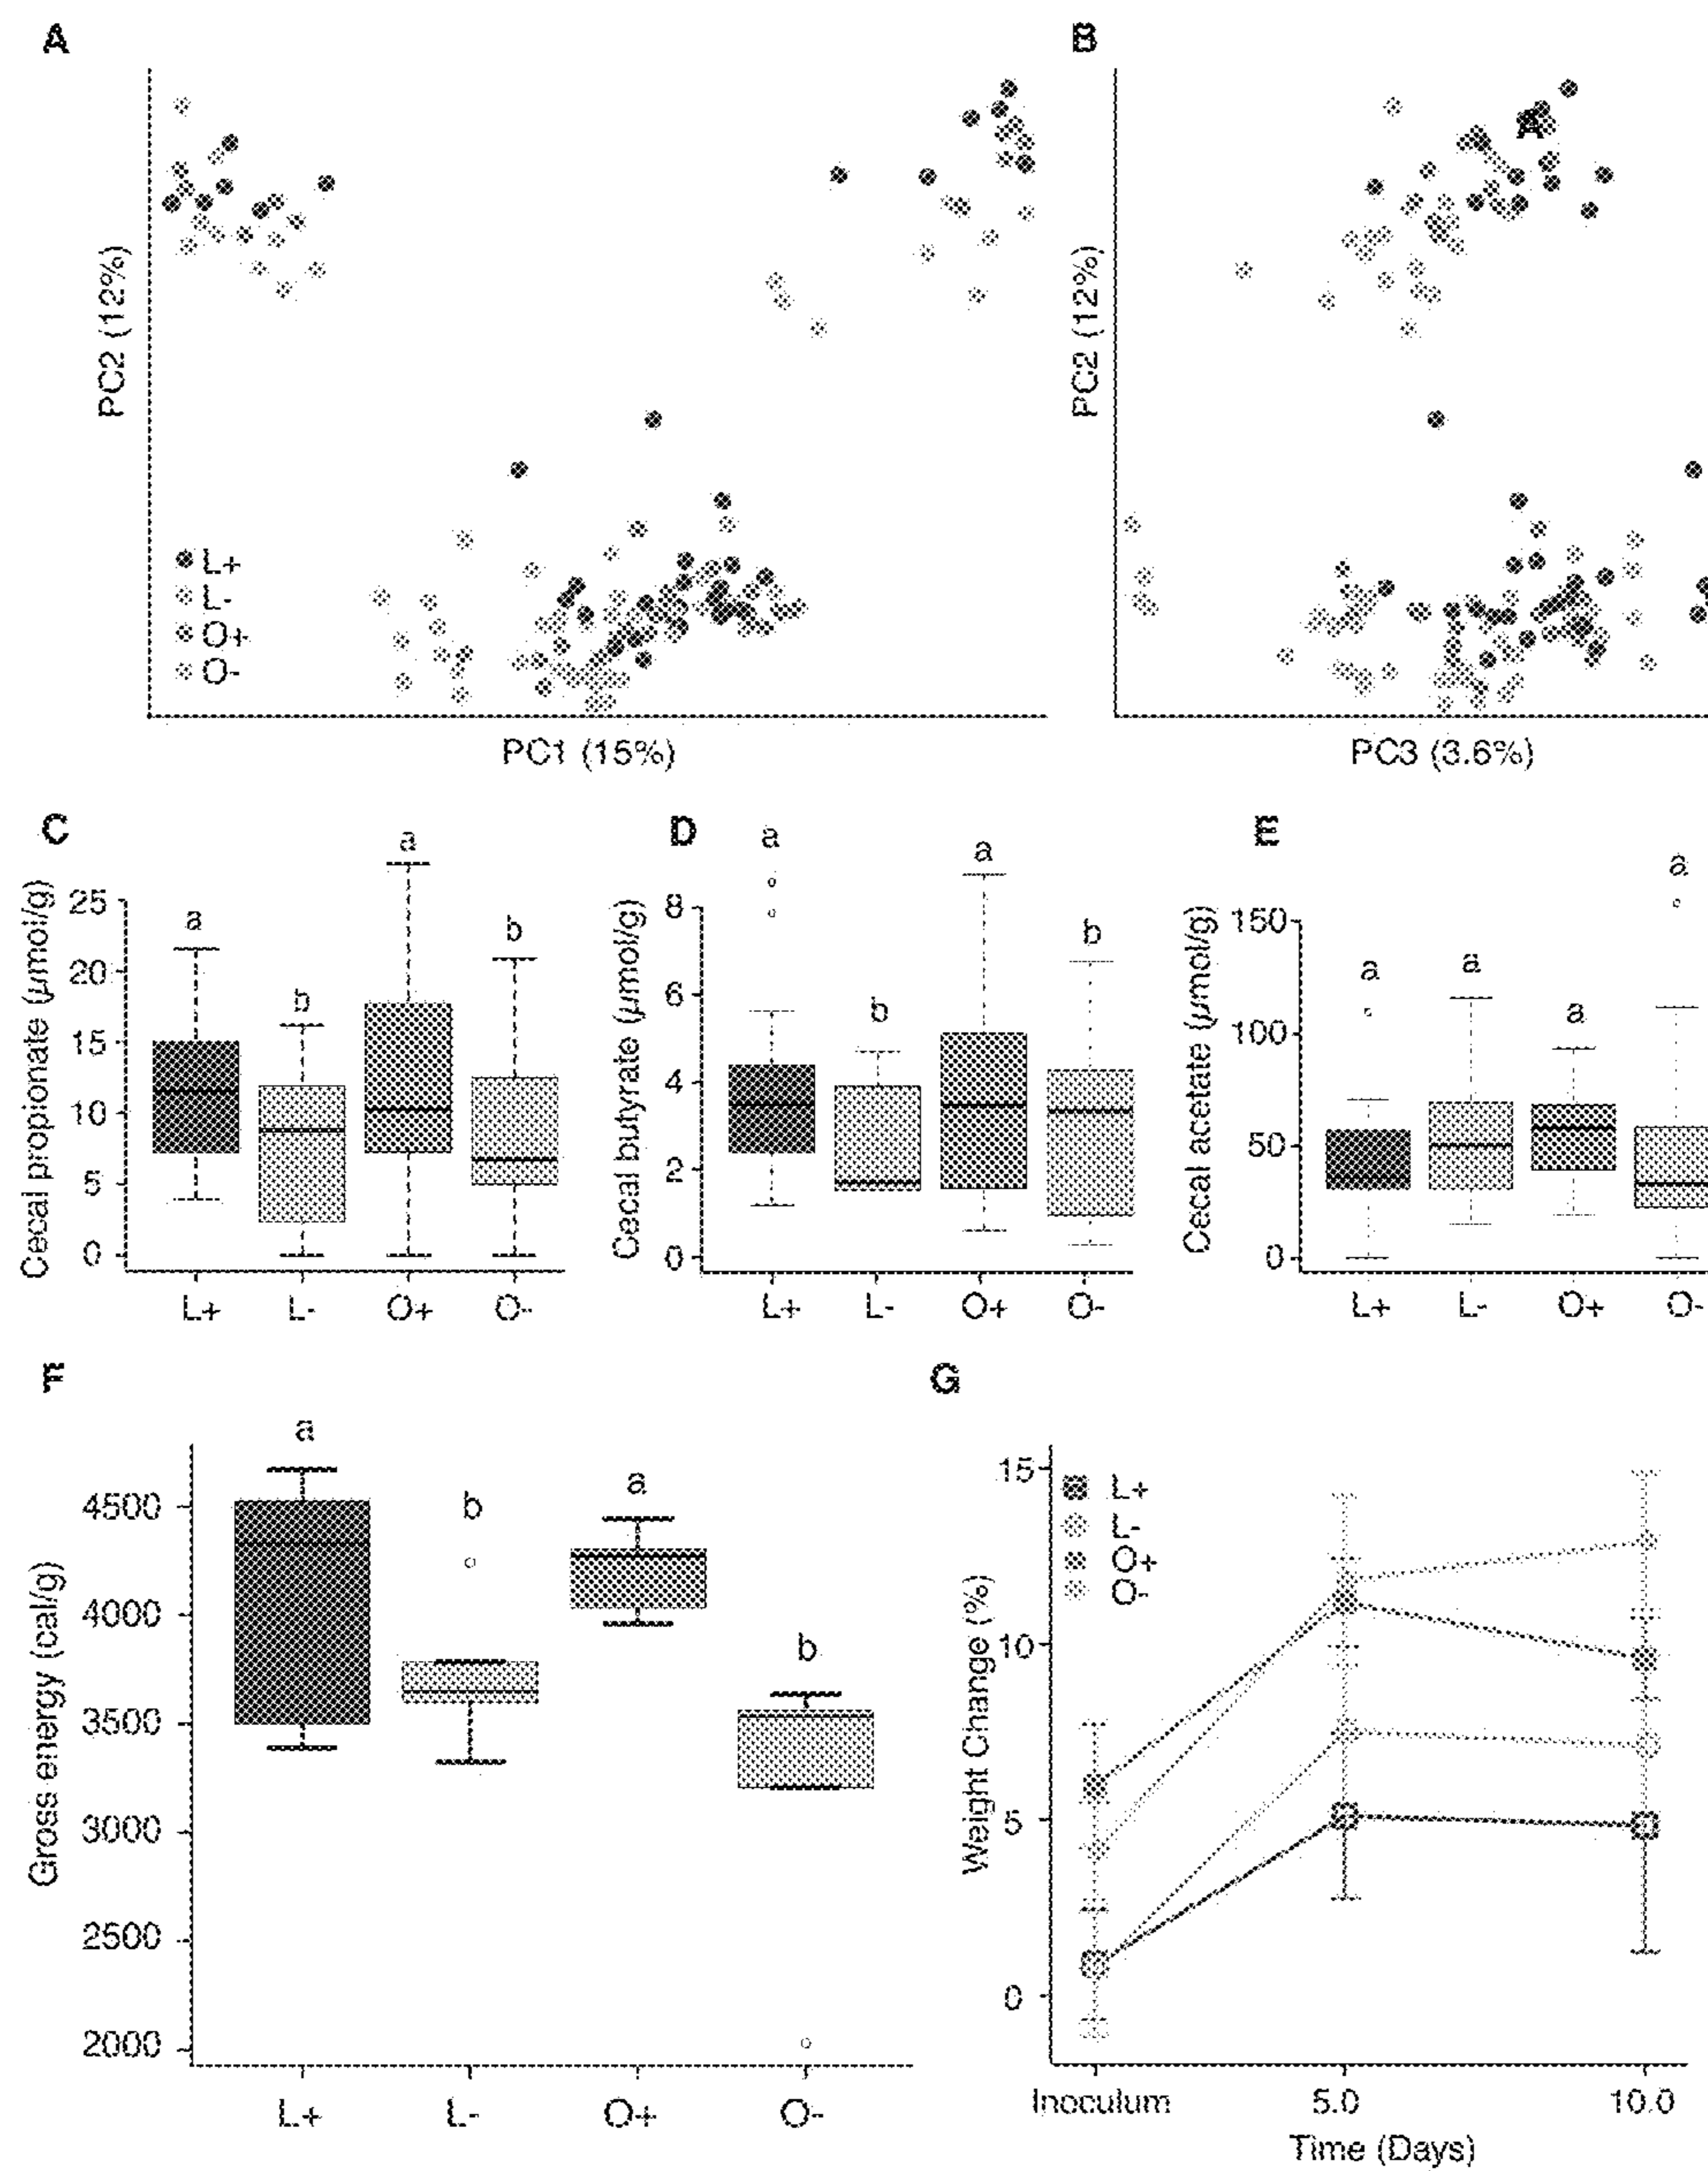 A
B
PC2 (12%)
PC2 (12%)
L+
L-
O+
O-
PC1 (15%)
PC3 (3.6%)
C
D
E
Cecal propionate (μmol/g)
25
20
15
10
5
0
a
b
a
b
L+
L-
O+
O-
Cecal butyrate (μmol/g)
8
6
4
2
0
a
b
a
b
L+
L-
O+
O-
Cecal acetate (μmol/g)
150
100
50
0
a
a
a
a
L+
L-
O+
O-
F
G
Gross energy (cal/g)
4500
4000
3500
3000
2500
2000
a
b
a
b
L+
L-
O+
O-
Weight Change (%)
15
10
5
0
L+
L-
O+
O-
Inoculum
5.0
10.0
Time (Days)